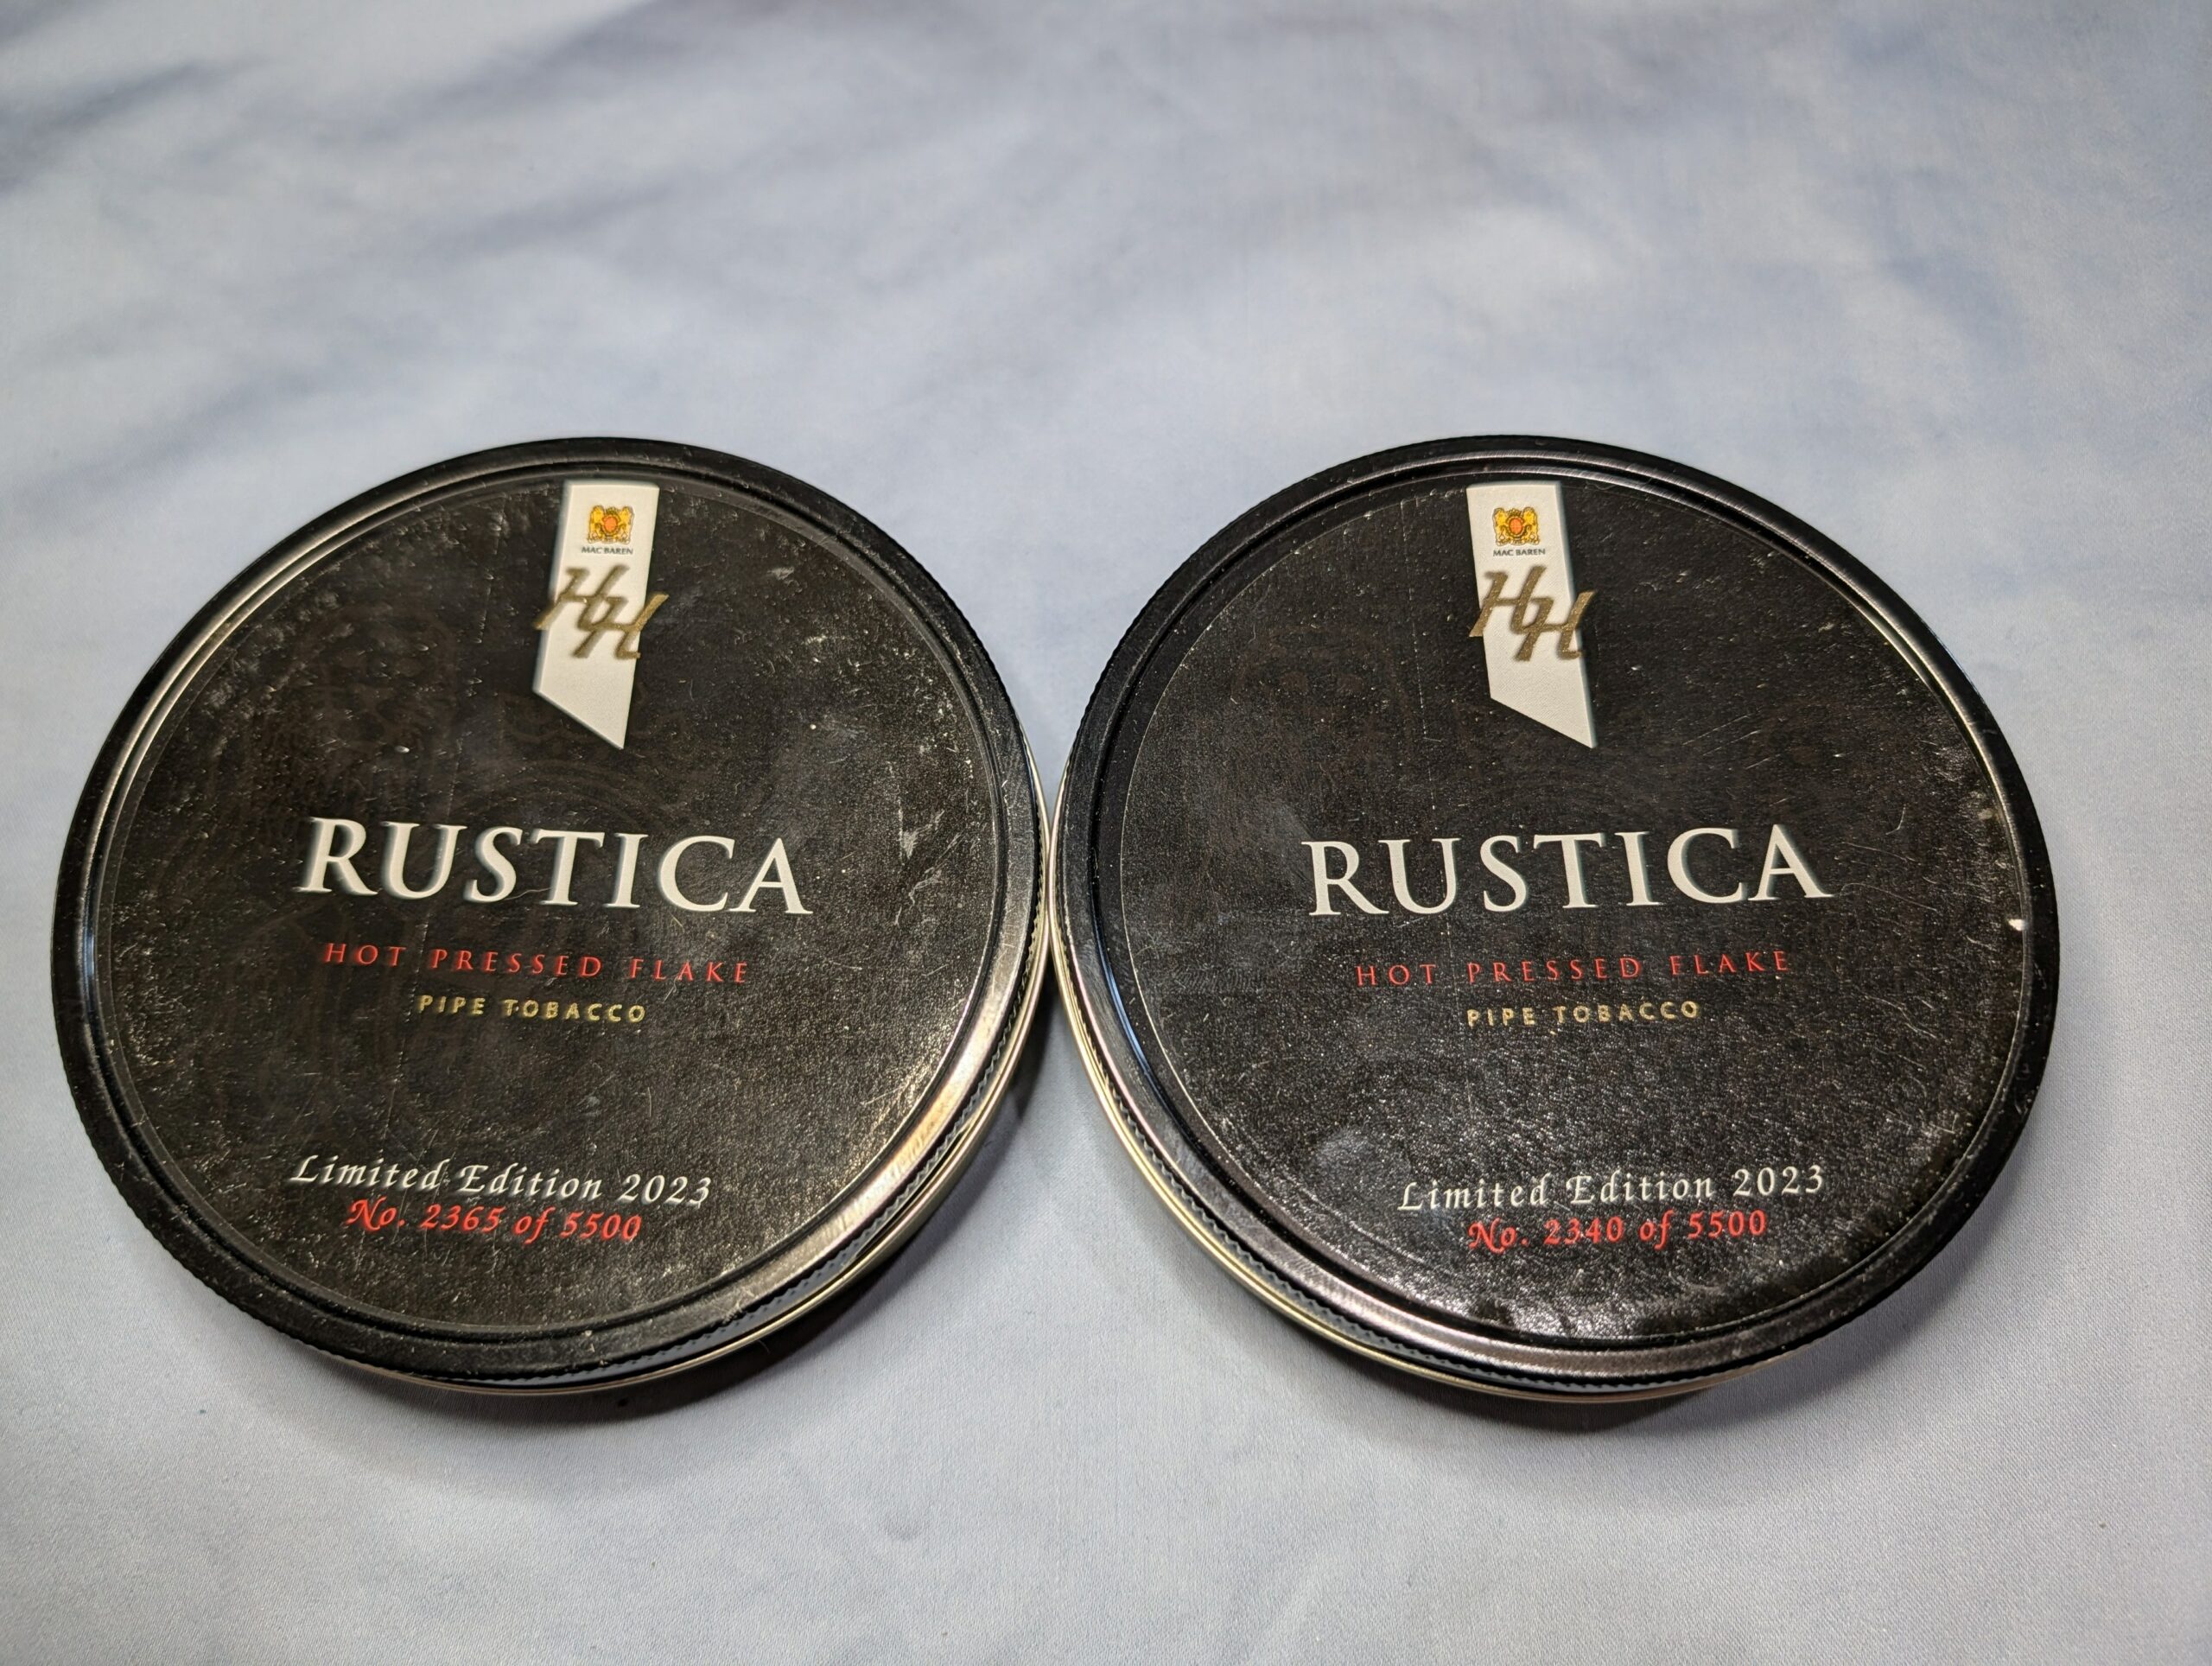 MAC BAREN
HH
RUSTICA
HOT PRESSED FLAKE
PIPE TOBACCO
Limited Edition 2023
No. 2365 of 5500
MAC BAREN
HH
RUSTICA
HOT PRESSED FLAKE
PIPE TOBACCO
Limited Edition 2023
No. 2340 of 5500